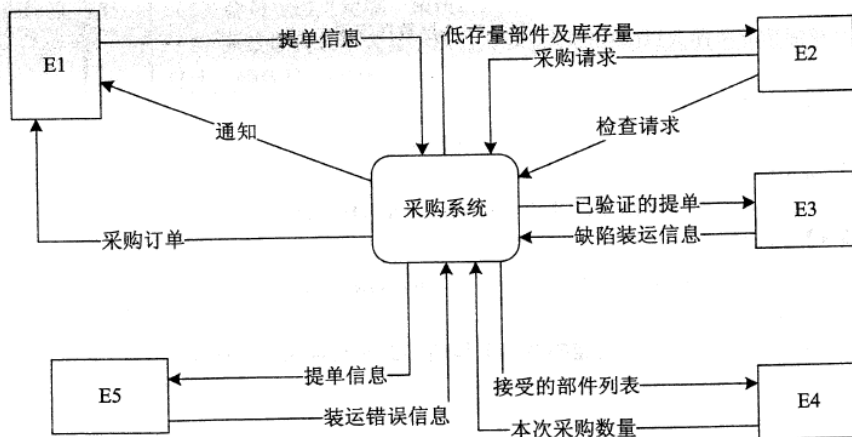 E1
提单信息
低存量部件及库存量
采购请求
E2
通知
检查请求
采购系统
已验证的提单
缺陷装运信息
E3
采购订单
提单信息
接受的部件列表
E5
E4
装运错误信息
本次采购数量